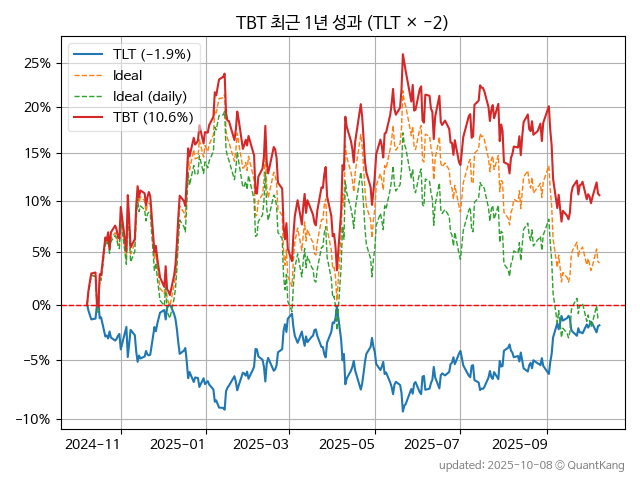 TBT 최근 1년 성과 (TLT × −2)
TLT (−1.9%)
Ideal
Ideal (daily)
TBT (10.6%)
25%
20%
15%
10%
5%
0%
−5%
−10%
2024-11
2025-01
2025-03
2025-05
2025-07
2025-09
updated: 2025-10-08 © QuantKang